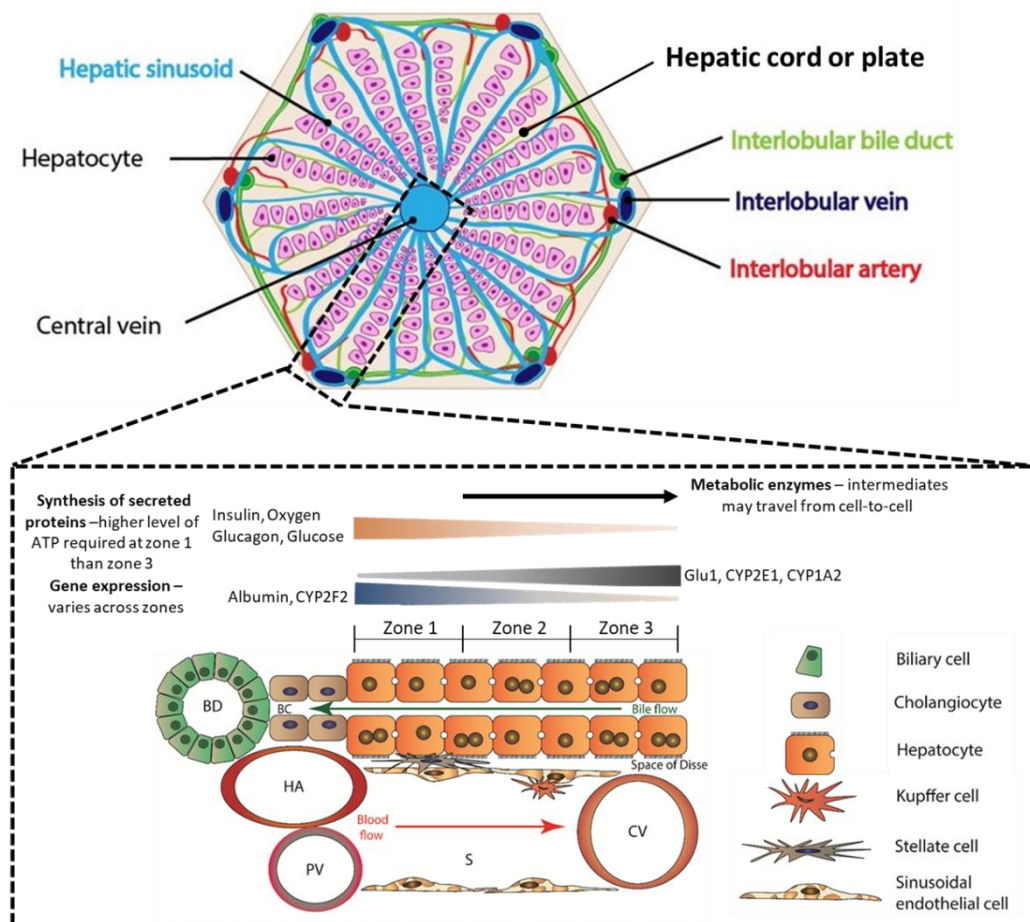 Hepatic sinusoid
Hepatic cord or plate
Hepatocyte
Interlobular bile duct
Interlobular vein
Interlobular artery
Central vein
Synthesis of secreted
proteins –higher level of
ATP required at zone 1
than zone 3
Gene expression –
varies across zones
Insulin, Oxygen
Glucagon, Glucose
Metabolic enzymes – intermediates
may travel from cell-to-cell
Albumin, CYP2F2
Glu1, CYP2E1, CYP1A2
Zone 1
Zone 2
Zone 3
BD
BC
Bile flow
HA
Space of Disse
Blood
flow
CV
PV
S
Biliary cell
Cholangiocyte
Hepatocyte
Kupffer cell
Stellate cell
Sinusoidal
endothelial cell